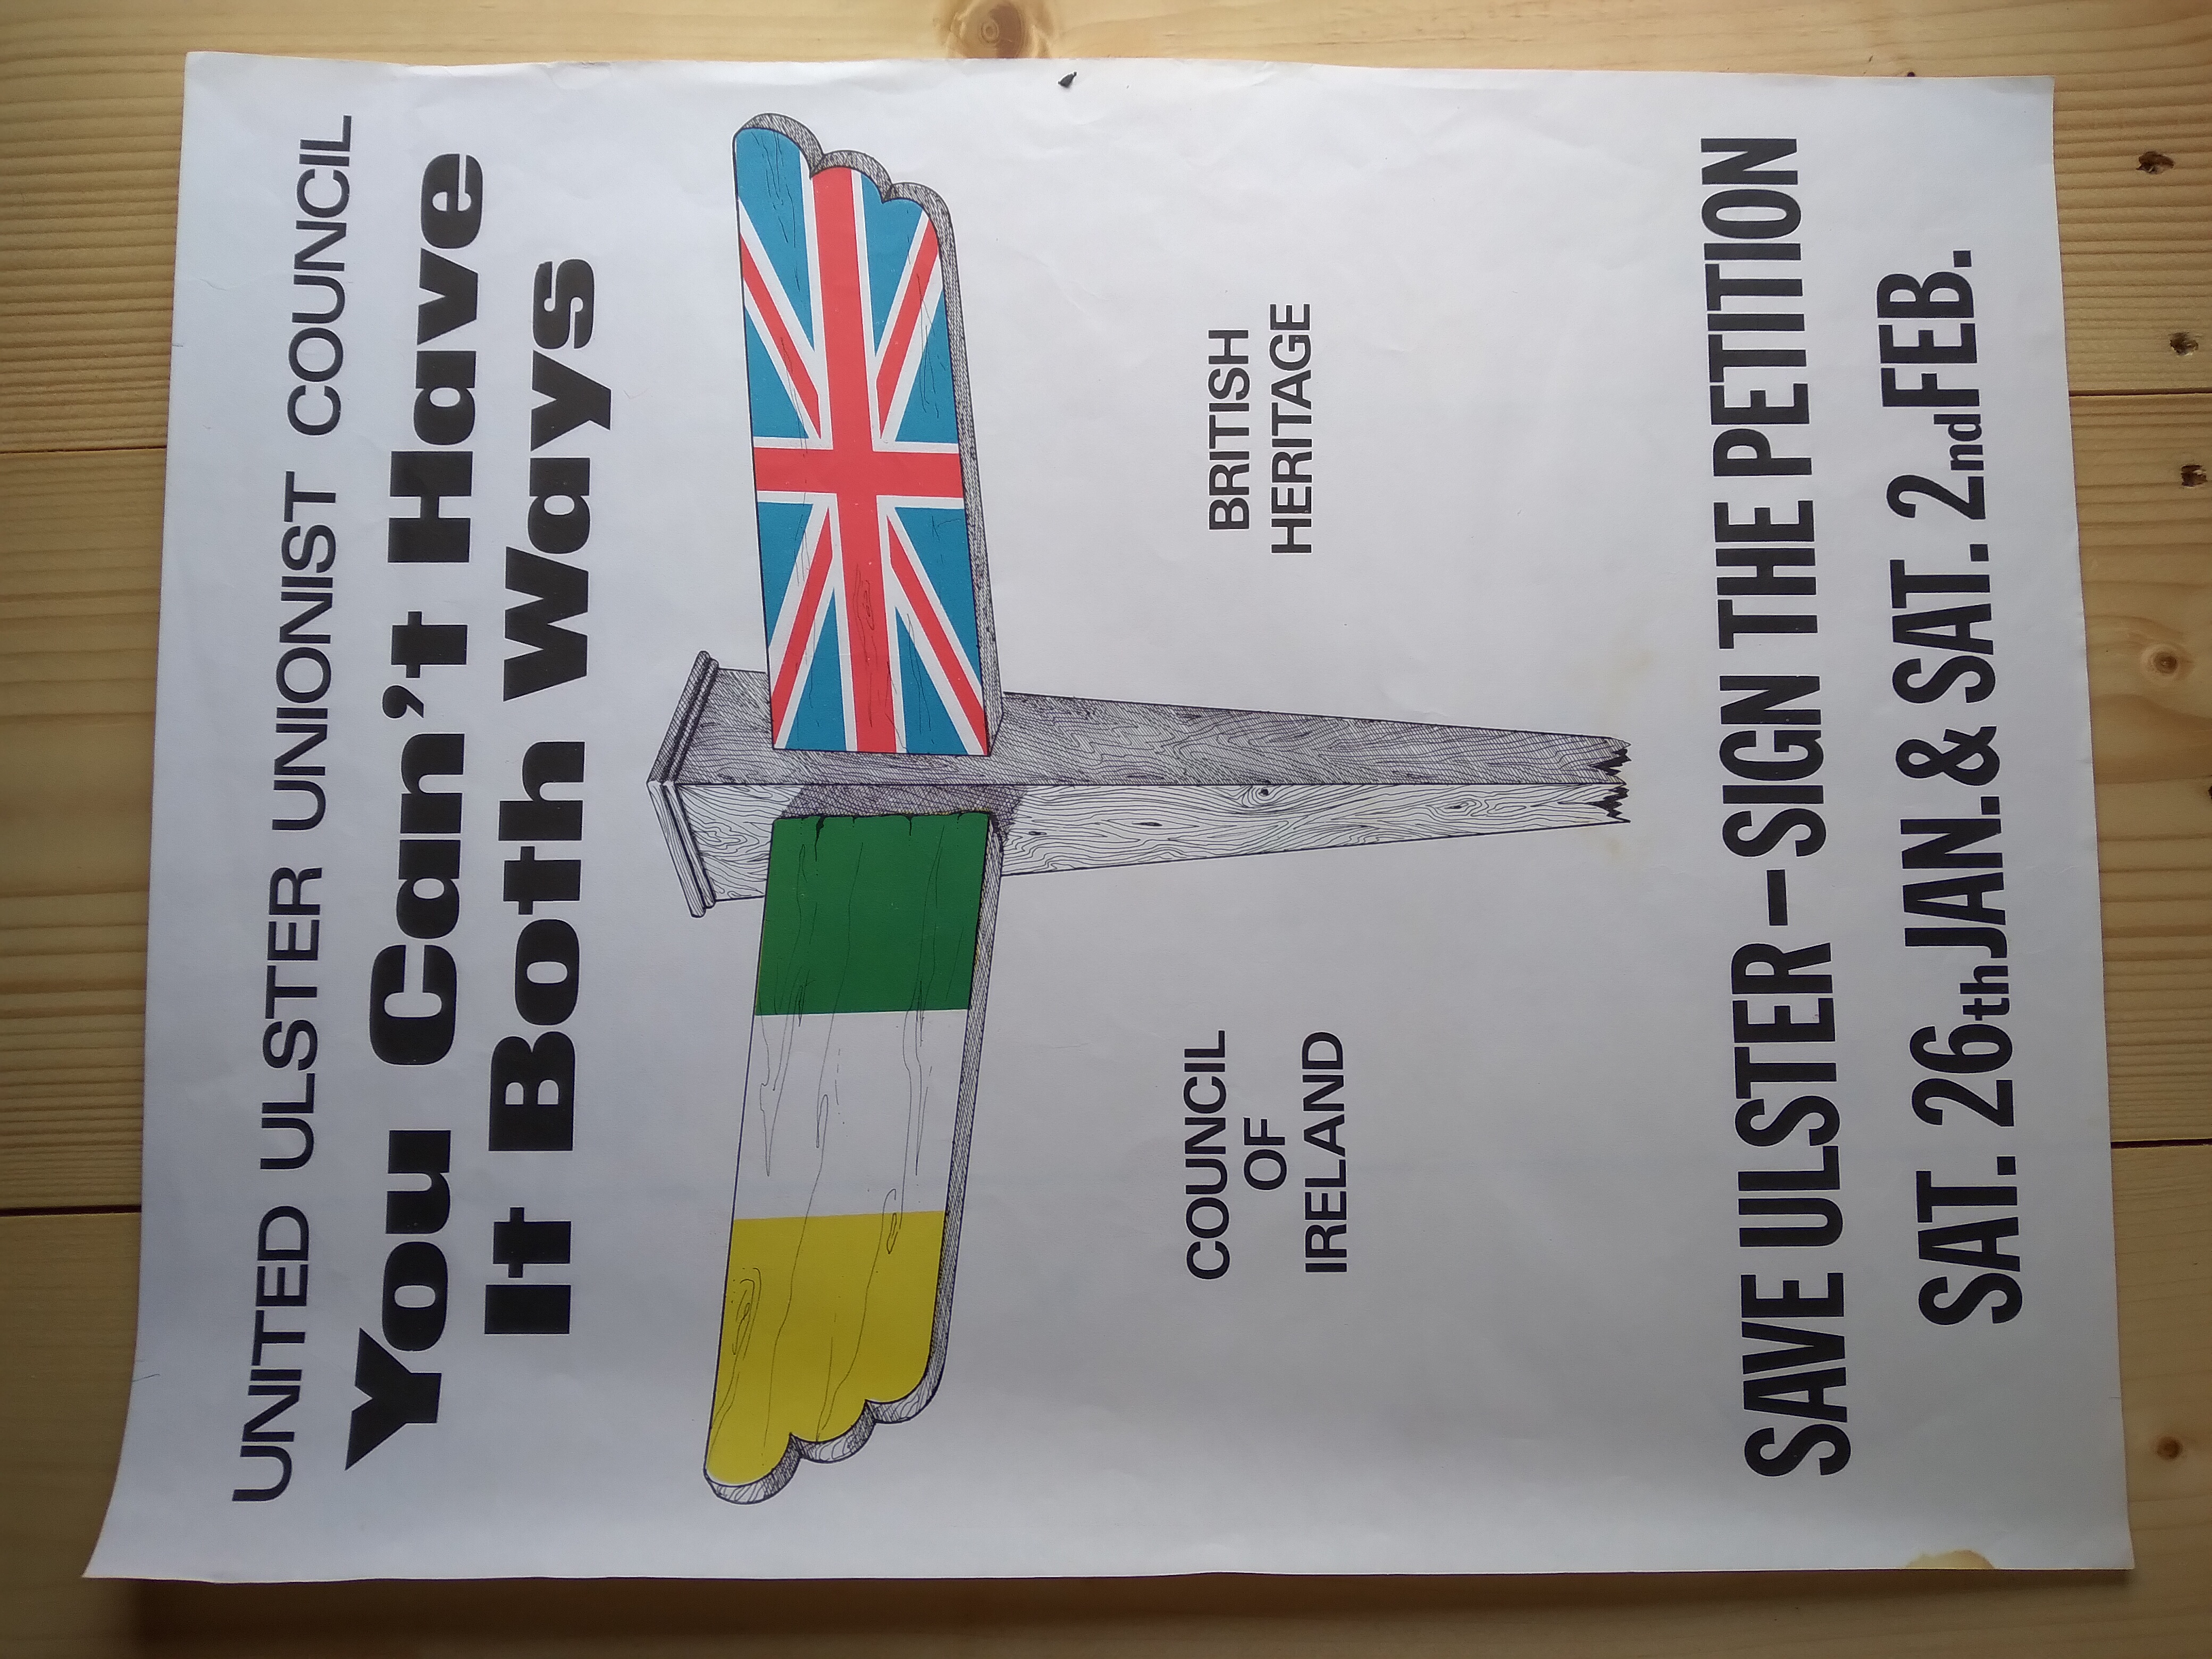 UNITED ULSTER UNIONIST COUNCIL
You Can't Have
It Both Ways
COUNCIL
OF
IRELAND
BRITISH
HERITAGE
SAVE ULSTER – SIGN THE PETITION
SAT. 26th JAN. & SAT. 2nd FEB.